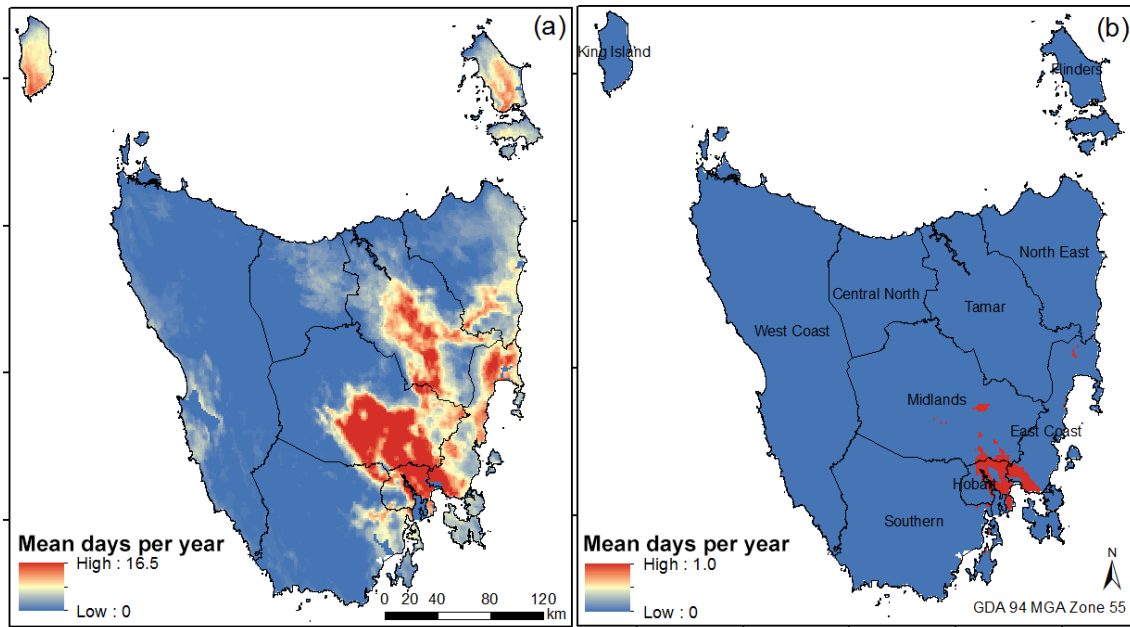 (a)
Mean days per year
High : 16.5
Low : 0
0 20 40 80 120
km
(b)
King Island
Flinders
North East
Central North
Tamar
West Coast
Midlands
East Coast
Hobart
Southern
Mean days per year
High : 1.0
Low : 0
N
GDA 94 MGA Zone 55